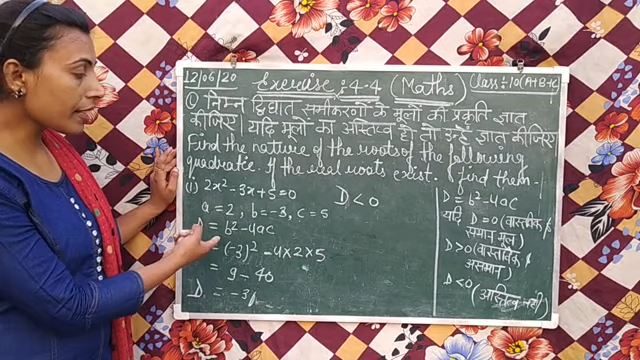 12/06/20 Exercise :- 4.4 (Maths) Class:- 10 (A+B+C)
Q. निम्न द्विघात समीकरणों के मूलों की प्रकृति ज्ञात
कीजिए। यदि मूलों का अस्तित्व हो तो उन्हें ज्ञात कीजिए
Find the nature of the roots of the following
quadratic. If the real roots exist. find them.
(1) 2x² - 3x + 5 = 0
D < 0
a = 2, b = -3, c = 5
D = b² - 4ac
= (-3)² - 4×2×5
= 9 - 40
D = -31
D = b² - 4ac
यदि D = 0 (वास्तविक
समान मूल)
D > 0 (वास्तविक
असमान)
D < 0